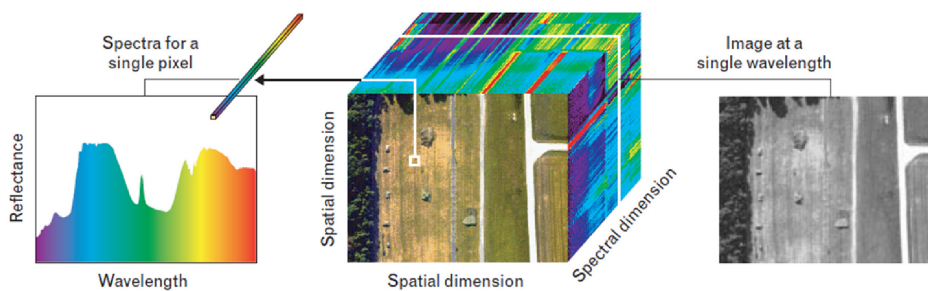 Spectra for a
single pixel
Image at a
single wavelength
Reflectance
Wavelength
Spatial dimension
Spatial dimension
Spectral dimension